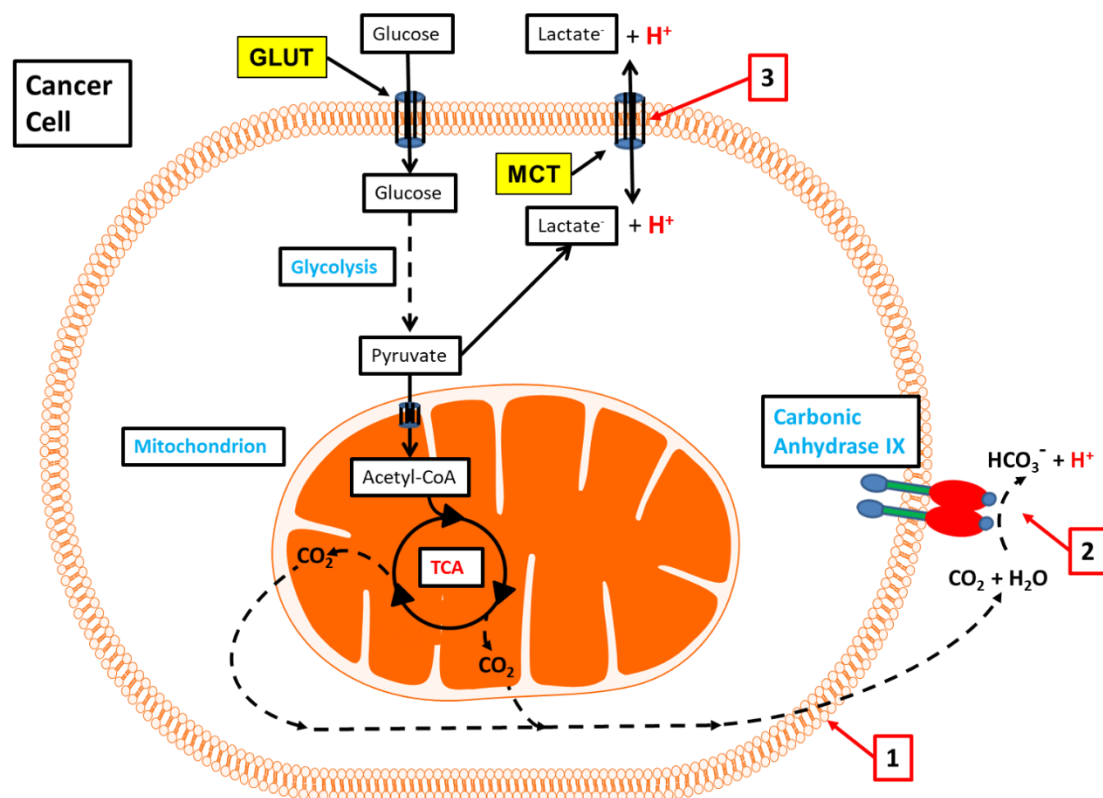 Glucose
Lactate⁻ + H⁺
GLUT
3
Cancer
Cell
MCT
Glucose
Lactate⁻ + H⁺
Glycolysis
Pyruvate
Carbonic
Anhydrase IX
Mitochondrion
HCO₃⁻ + H⁺
Acetyl-CoA
2
CO₂
TCA
CO₂ + H₂O
CO₂
1